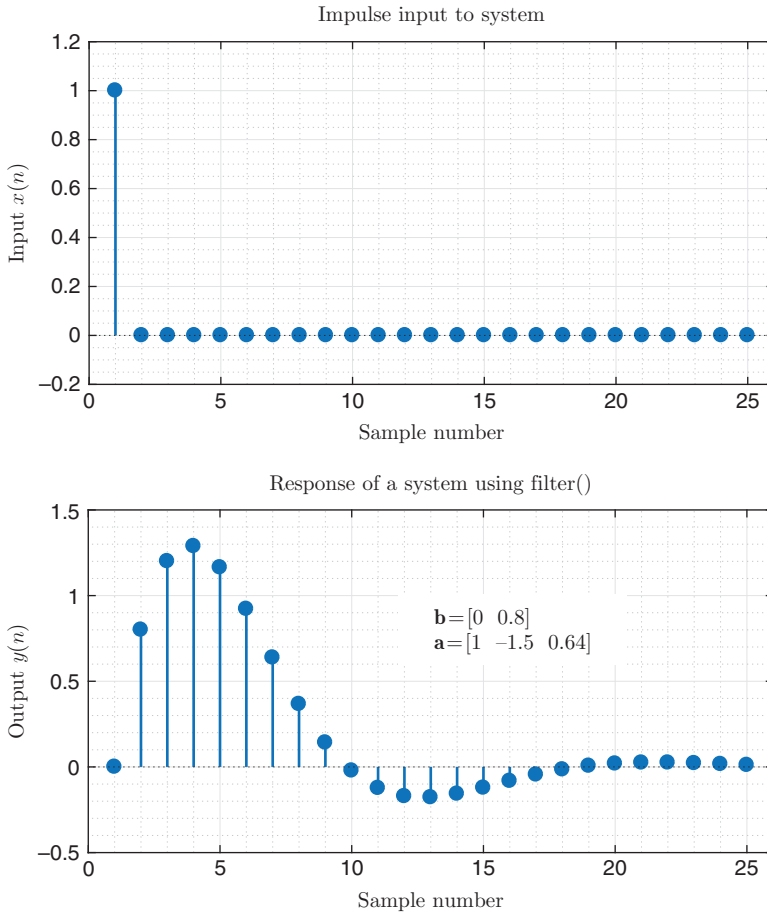 Impulse input to system
1.2
1
0.8
0.6
0.4
0.2
0
–0.2
Input x(n)
0 5 10 15 20 25
Sample number
Response of a system using filter()
1.5
1
0.5
0
–0.5
Output y(n)
b=[0 0.8]
a=[1 –1.5 0.64]
0 5 10 15 20 25
Sample number